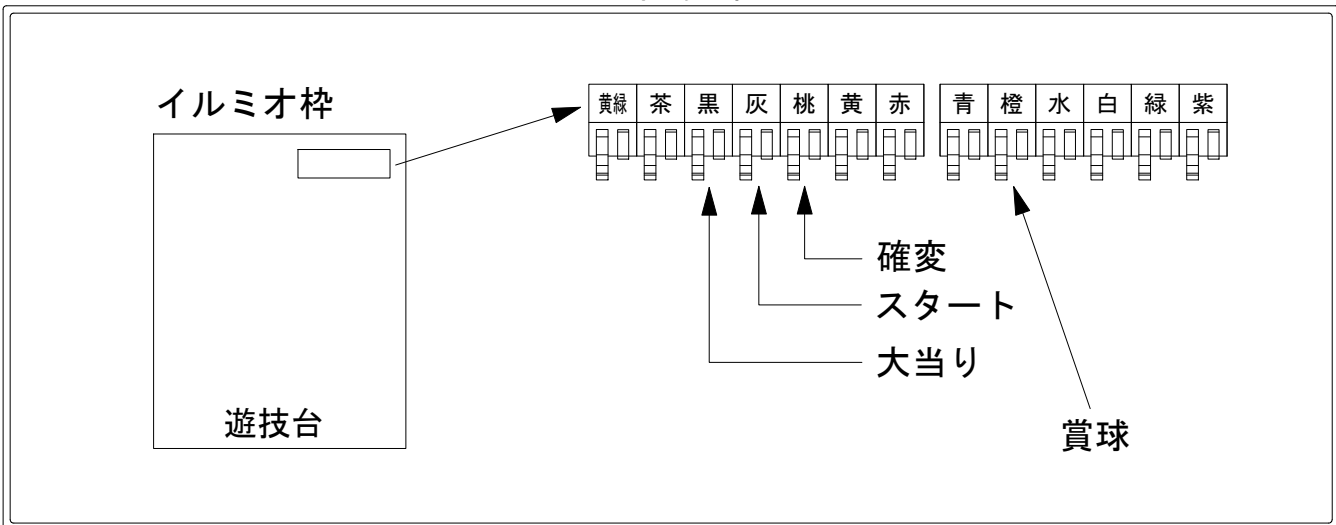 イルミオ枠
黄緑 茶 黒 灰 桃 黄 赤 青 橙 水 白 緑 紫
確変
スタート
大当り
遊技台
賞球